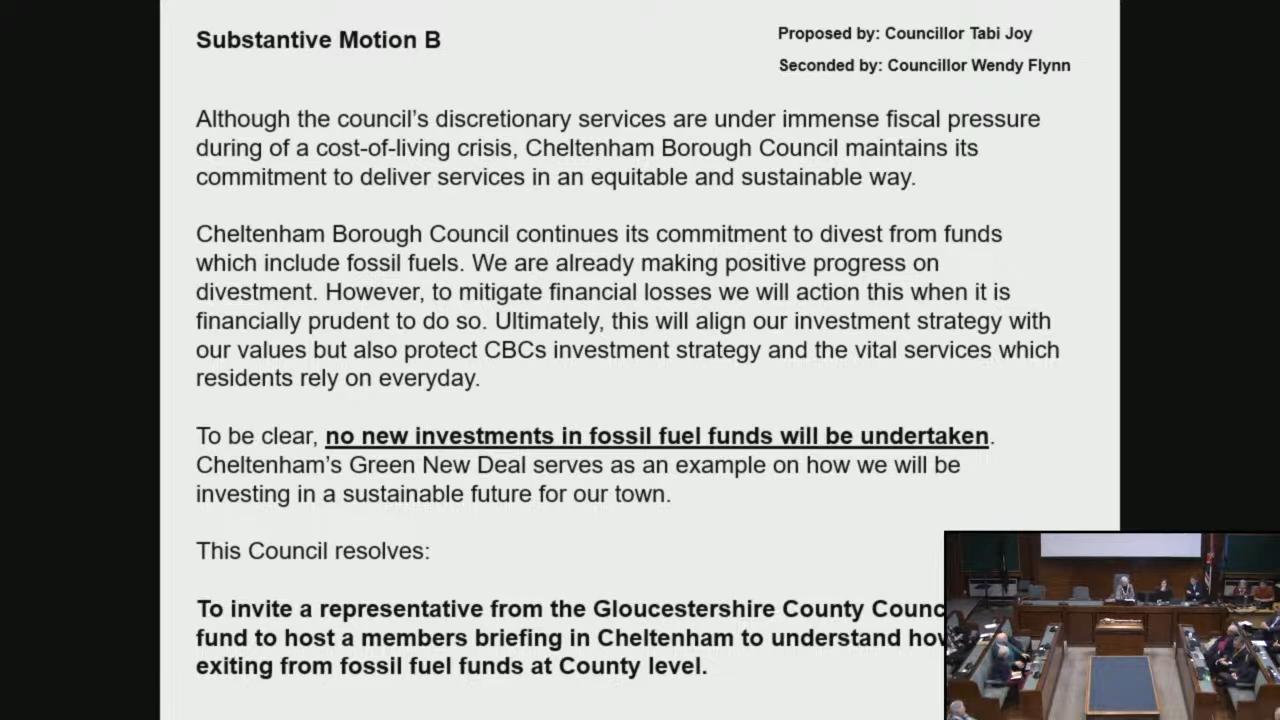 Substantive Motion B
Proposed by: Councillor Tabi Joy
Seconded by: Councillor Wendy Flynn
Although the council’s discretionary services are under immense fiscal pressure
during of a cost-of-living crisis, Cheltenham Borough Council maintains its
commitment to deliver services in an equitable and sustainable way.
Cheltenham Borough Council continues its commitment to divest from funds
which include fossil fuels. We are already making positive progress on
divestment. However, to mitigate financial losses we will action this when it is
financially prudent to do so. Ultimately, this will align our investment strategy with
our values but also protect CBCs investment strategy and the vital services which
residents rely on everyday.
To be clear, no new investments in fossil fuel funds will be undertaken.
Cheltenham’s Green New Deal serves as an example on how we will be
investing in a sustainable future for our town.
This Council resolves:
To invite a representative from the Gloucestershire County
fund to host a members briefing in Cheltenham to understand
exiting from fossil fuel funds at County level.